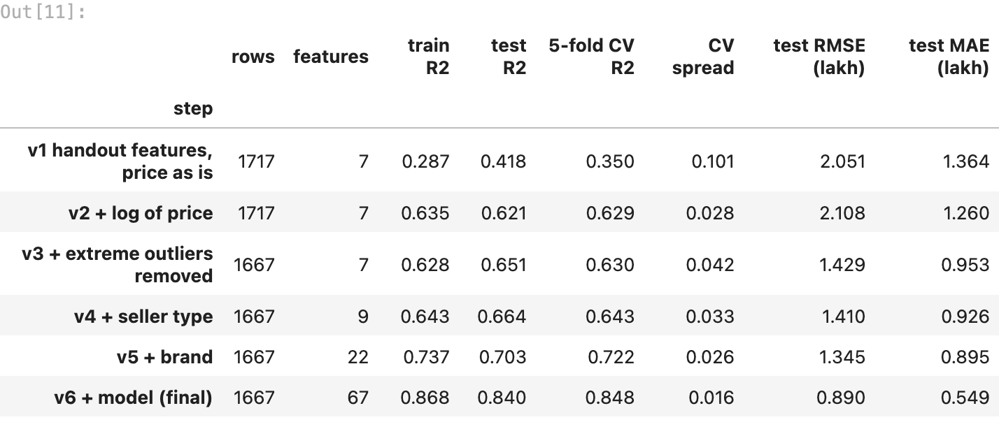 Out[11]:
rows features train R2 test R2 5-fold CV R2 CV spread test RMSE (lakh) test MAE (lakh)
step
v1 handout features, price as is 1717 7 0.287 0.418 0.350 0.101 2.051 1.364
v2 + log of price 1717 7 0.635 0.621 0.629 0.028 2.108 1.260
v3 + extreme outliers removed 1667 7 0.628 0.651 0.630 0.042 1.429 0.953
v4 + seller type 1667 9 0.643 0.664 0.643 0.033 1.410 0.926
v5 + brand 1667 22 0.737 0.703 0.722 0.026 1.345 0.895
v6 + model (final) 1667 67 0.868 0.840 0.848 0.016 0.890 0.549